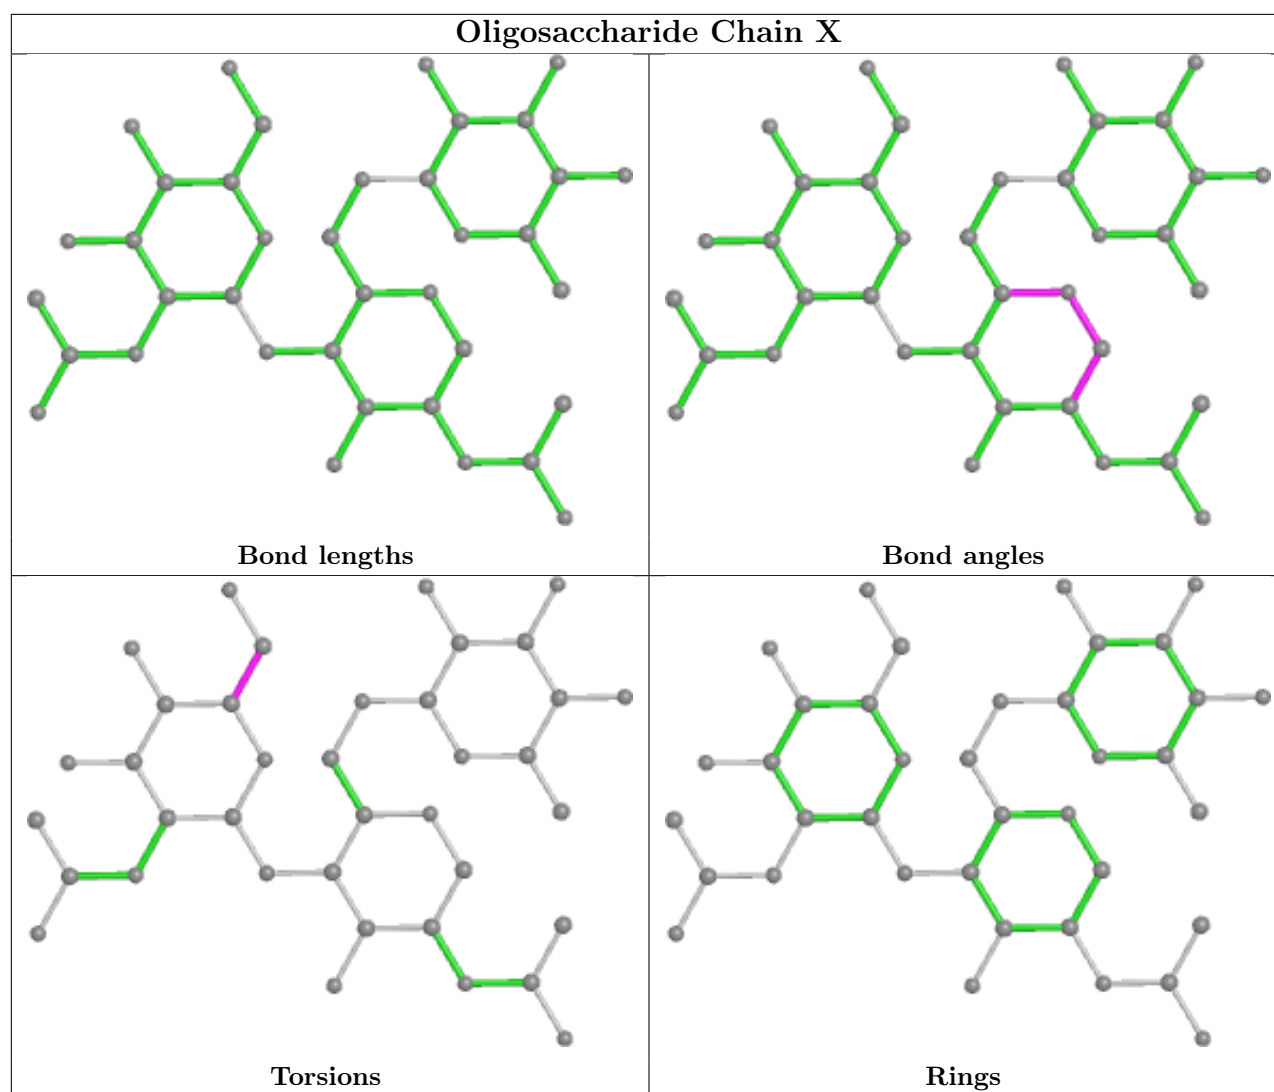 Oligosaccharide Chain X
Bond lengths
Bond angles
Torsions
Rings